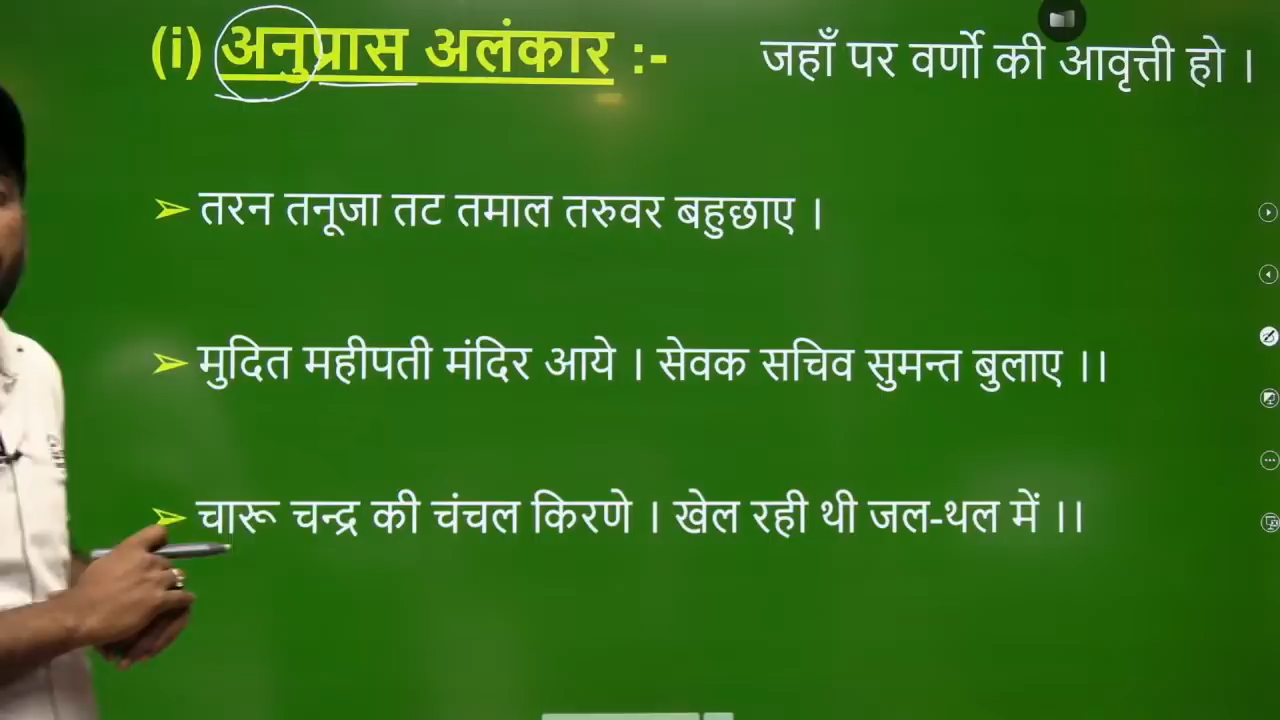 (i) अनुप्रास अलंकार :- जहाँ पर वर्णो की आवृत्ती हो ।
➢ तरन तनूजा तट तमाल तरुवर बहुछाए ।
➢ मुदित महीपती मंदिर आये । सेवक सचिव सुमन्त बुलाए ।।
➢ चारू चन्द्र की चंचल किरणे । खेल रही थी जल-थल में ।।